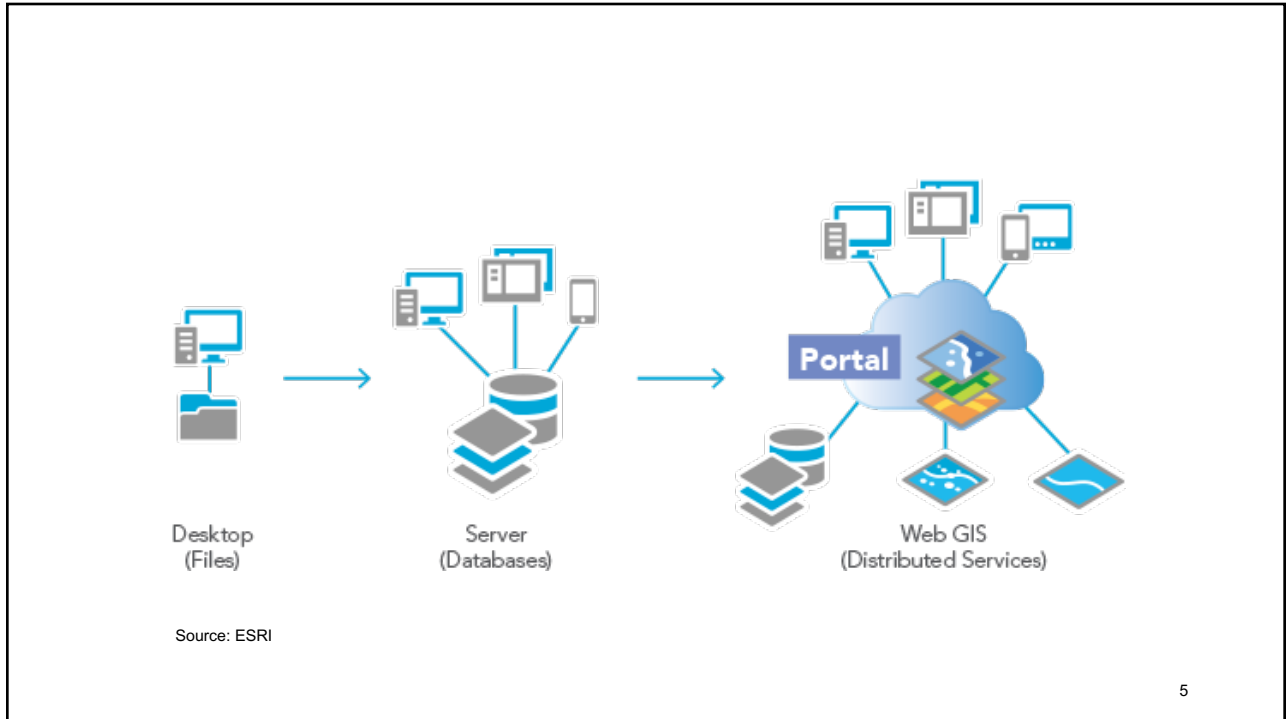 Portal
Desktop
(Files)
Server
(Databases)
Web GIS
(Distributed Services)
Source: ESRI
5